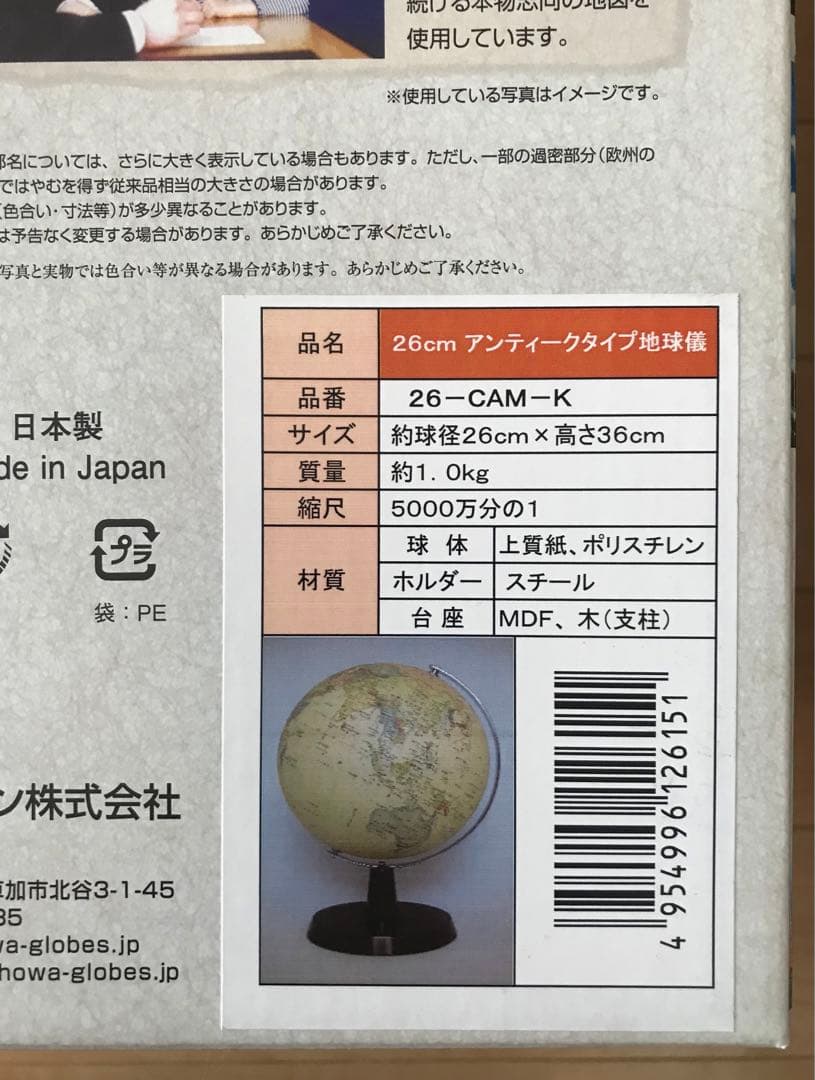 続ける本物志向の地図を
使用しています。
※使用している写真はイメージです。
名については、さらに大きく表示している場合もあります。ただし、一部の過密部分（欧州の
ではやむを得ず従来品相当の大きさの場合があります。
（色合い・寸法等）が多少異なることがあります。
は予告なく変更する場合があります。あらかじめご了承ください。
写真と実物では色合い等が異なる場合があります。あらかじめご了承ください。
日本製
de in Japan
プラ
袋：PE
ン株式会社
草加市北谷3-1-45
35
wa-globes.jp
howa-globes.jp
品名 26cm アンティークタイプ地球儀
品番 26－CAM－K
サイズ 約球径26cm×高さ36cm
質量 約1.0kg
縮尺 5000万分の1
材質 球体 上質紙、ポリスチレン
ホルダー スチール
台座 MDF、木（支柱）
4954996126151